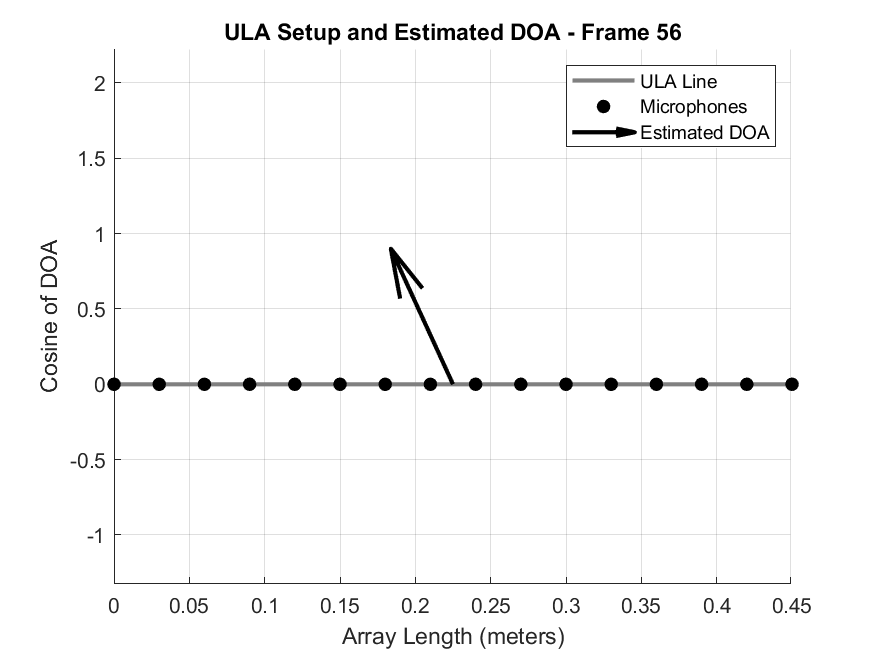 ULA Setup and Estimated DOA - Frame 56
ULA Line
Microphones
Estimated DOA
Cosine of DOA
2
1.5
1
0.5
0
-0.5
-1
0 0.05 0.1 0.15 0.2 0.25 0.3 0.35 0.4 0.45
Array Length (meters)